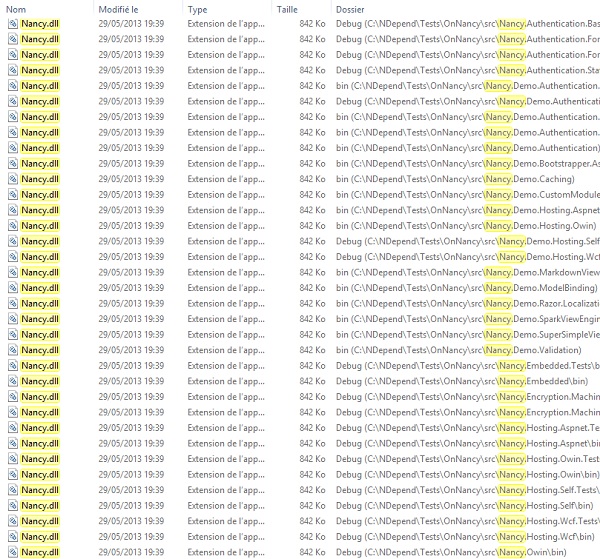 Nom Modifié le Type Taille Dossier
Nancy.dll 29/05/2013 19:39 Extension de l'app... 842 Ko Debug (C:\NDepend\Tests\OnNancy\src\Nancy.Authentication.Bas
Nancy.dll 29/05/2013 19:39 Extension de l'app... 842 Ko Debug (C:\NDepend\Tests\OnNancy\src\Nancy.Authentication.For
Nancy.dll 29/05/2013 19:39 Extension de l'app... 842 Ko Debug (C:\NDepend\Tests\OnNancy\src\Nancy.Authentication.For
Nancy.dll 29/05/2013 19:39 Extension de l'app... 842 Ko Debug (C:\NDepend\Tests\OnNancy\src\Nancy.Authentication.Stat
Nancy.dll 29/05/2013 19:39 Extension de l'app... 842 Ko bin (C:\NDepend\Tests\OnNancy\src\Nancy.Demo.Authentication.
Nancy.dll 29/05/2013 19:39 Extension de l'app... 842 Ko Debug (C:\NDepend\Tests\OnNancy\src\Nancy.Demo.Authenticati
Nancy.dll 29/05/2013 19:39 Extension de l'app... 842 Ko bin (C:\NDepend\Tests\OnNancy\src\Nancy.Demo.Authentication.
Nancy.dll 29/05/2013 19:39 Extension de l'app... 842 Ko bin (C:\NDepend\Tests\OnNancy\src\Nancy.Demo.Authentication.
Nancy.dll 29/05/2013 19:39 Extension de l'app... 842 Ko bin (C:\NDepend\Tests\OnNancy\src\Nancy.Demo.Authentication)
Nancy.dll 29/05/2013 19:39 Extension de l'app... 842 Ko bin (C:\NDepend\Tests\OnNancy\src\Nancy.Demo.Bootstrapper.As
Nancy.dll 29/05/2013 19:39 Extension de l'app... 842 Ko bin (C:\NDepend\Tests\OnNancy\src\Nancy.Demo.Caching)
Nancy.dll 29/05/2013 19:39 Extension de l'app... 842 Ko bin (C:\NDepend\Tests\OnNancy\src\Nancy.Demo.CustomModule
Nancy.dll 29/05/2013 19:39 Extension de l'app... 842 Ko bin (C:\NDepend\Tests\OnNancy\src\Nancy.Demo.Hosting.Aspnet
Nancy.dll 29/05/2013 19:39 Extension de l'app... 842 Ko bin (C:\NDepend\Tests\OnNancy\src\Nancy.Demo.Hosting.Owin)
Nancy.dll 29/05/2013 19:39 Extension de l'app... 842 Ko Debug (C:\NDepend\Tests\OnNancy\src\Nancy.Demo.Hosting.Self
Nancy.dll 29/05/2013 19:39 Extension de l'app... 842 Ko Debug (C:\NDepend\Tests\OnNancy\src\Nancy.Demo.Hosting.Wcf
Nancy.dll 29/05/2013 19:39 Extension de l'app... 842 Ko bin (C:\NDepend\Tests\OnNancy\src\Nancy.Demo.MarkdownView
Nancy.dll 29/05/2013 19:39 Extension de l'app... 842 Ko bin (C:\NDepend\Tests\OnNancy\src\Nancy.Demo.ModelBinding)
Nancy.dll 29/05/2013 19:39 Extension de l'app... 842 Ko bin (C:\NDepend\Tests\OnNancy\src\Nancy.Demo.Razor.Localizatio
Nancy.dll 29/05/2013 19:39 Extension de l'app... 842 Ko bin (C:\NDepend\Tests\OnNancy\src\Nancy.Demo.SparkViewEngin
Nancy.dll 29/05/2013 19:39 Extension de l'app... 842 Ko bin (C:\NDepend\Tests\OnNancy\src\Nancy.Demo.SuperSimpleVie
Nancy.dll 29/05/2013 19:39 Extension de l'app... 842 Ko bin (C:\NDepend\Tests\OnNancy\src\Nancy.Demo.Validation)
Nancy.dll 29/05/2013 19:39 Extension de l'app... 842 Ko Debug (C:\NDepend\Tests\OnNancy\src\Nancy.Embedded.Tests\b
Nancy.dll 29/05/2013 19:39 Extension de l'app... 842 Ko Debug (C:\NDepend\Tests\OnNancy\src\Nancy.Embedded\bin)
Nancy.dll 29/05/2013 19:39 Extension de l'app... 842 Ko Debug (C:\NDepend\Tests\OnNancy\src\Nancy.Encryption.Machin
Nancy.dll 29/05/2013 19:39 Extension de l'app... 842 Ko Debug (C:\NDepend\Tests\OnNancy\src\Nancy.Encryption.Machin
Nancy.dll 29/05/2013 19:39 Extension de l'app... 842 Ko Debug (C:\NDepend\Tests\OnNancy\src\Nancy.Hosting.Aspnet.Te
Nancy.dll 29/05/2013 19:39 Extension de l'app... 842 Ko Debug (C:\NDepend\Tests\OnNancy\src\Nancy.Hosting.Aspnet\bin
Nancy.dll 29/05/2013 19:39 Extension de l'app... 842 Ko Debug (C:\NDepend\Tests\OnNancy\src\Nancy.Hosting.Owin.Tests
Nancy.dll 29/05/2013 19:39 Extension de l'app... 842 Ko Debug (C:\NDepend\Tests\OnNancy\src\Nancy.Hosting.Owin\bin)
Nancy.dll 29/05/2013 19:39 Extension de l'app... 842 Ko Debug (C:\NDepend\Tests\OnNancy\src\Nancy.Hosting.Self.Tests\
Nancy.dll 29/05/2013 19:39 Extension de l'app... 842 Ko Debug (C:\NDepend\Tests\OnNancy\src\Nancy.Hosting.Self\bin)
Nancy.dll 29/05/2013 19:39 Extension de l'app... 842 Ko Debug (C:\NDepend\Tests\OnNancy\src\Nancy.Hosting.Wcf.Tests\
Nancy.dll 29/05/2013 19:39 Extension de l'app... 842 Ko Debug (C:\NDepend\Tests\OnNancy\src\Nancy.Hosting.Wcf\bin)
Nancy.dll 29/05/2013 19:39 Extension de l'app... 842 Ko Debug (C:\NDepend\Tests\OnNancy\src\Nancy.Owin\bin)